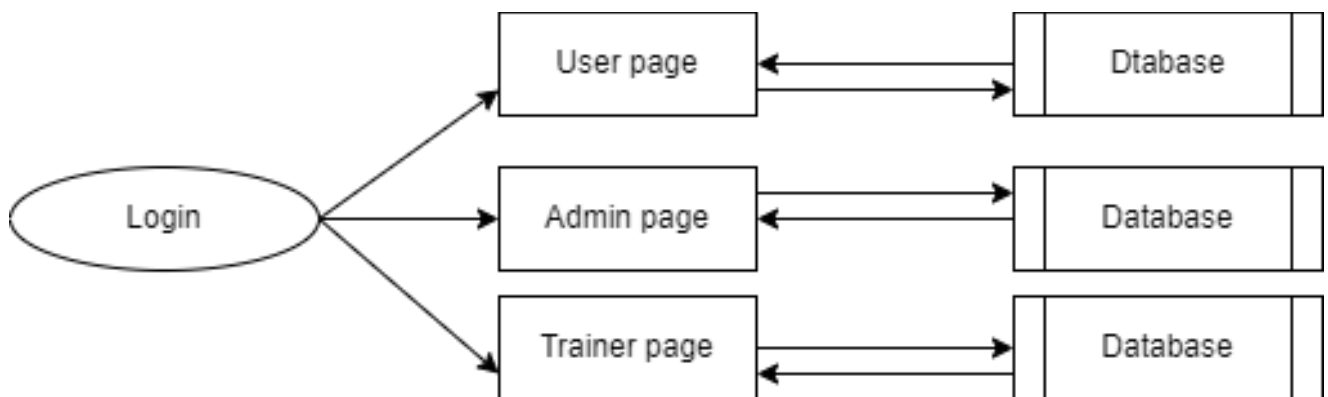 User page
Dtabase
Login
Admin page
Database
Trainer page
Database